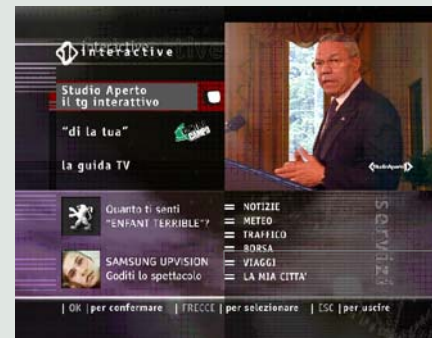 interactive
Studio Aperto
il tg interattivo
"di la tua"
CAMPO
la guida TV
StudioAperto
Quanto ti senti
"ENFANT TERRIBLE"?
SAMSUNG UPVISION
Goditi lo spettacolo
NOTIZIE
METEO
TRAFFICO
BORSA
VIAGGI
LA MIA CITTA'
servizi
| OK |per confermare | FRECCE |per selezionare | ESC |per uscire